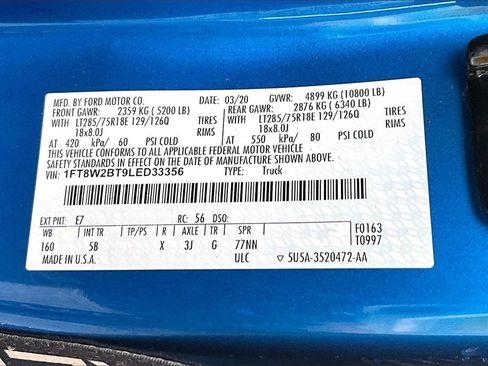 MFD. BY FORD MOTOR CO. 03/20 GVWR: 4899 KG (10800 LB)
FRONT GAWR: 2359 KG (5200 LB) REAR GAWR: 2876 KG (6340 LB)
WITH LT285/75R18E 129/126Q TIRES WITH LT285/75R18E 129/126Q TIRES
18x8.0J RIMS 18x8.0J RIMS
AT 420 kPa/ 60 PSI COLD AT 550 kPa/ 80 PSI COLD
THIS VEHICLE CONFORMS TO ALL APPLICABLE FEDERAL MOTOR VEHICLE
SAFETY STANDARDS IN EFFECT ON THE DATE OF MANUFACTURE SHOWN ABOVE.
VIN: 1FT8W2BT9LED33356 TYPE: Truck
EXT PNT: E7 RC: 56 DSO:
WB TP/PS R AXLE TR SPR F0163
160 5B X 3J G 77NN T0997
MADE IN U.S.A. ULC 5U5A-3520472-AA